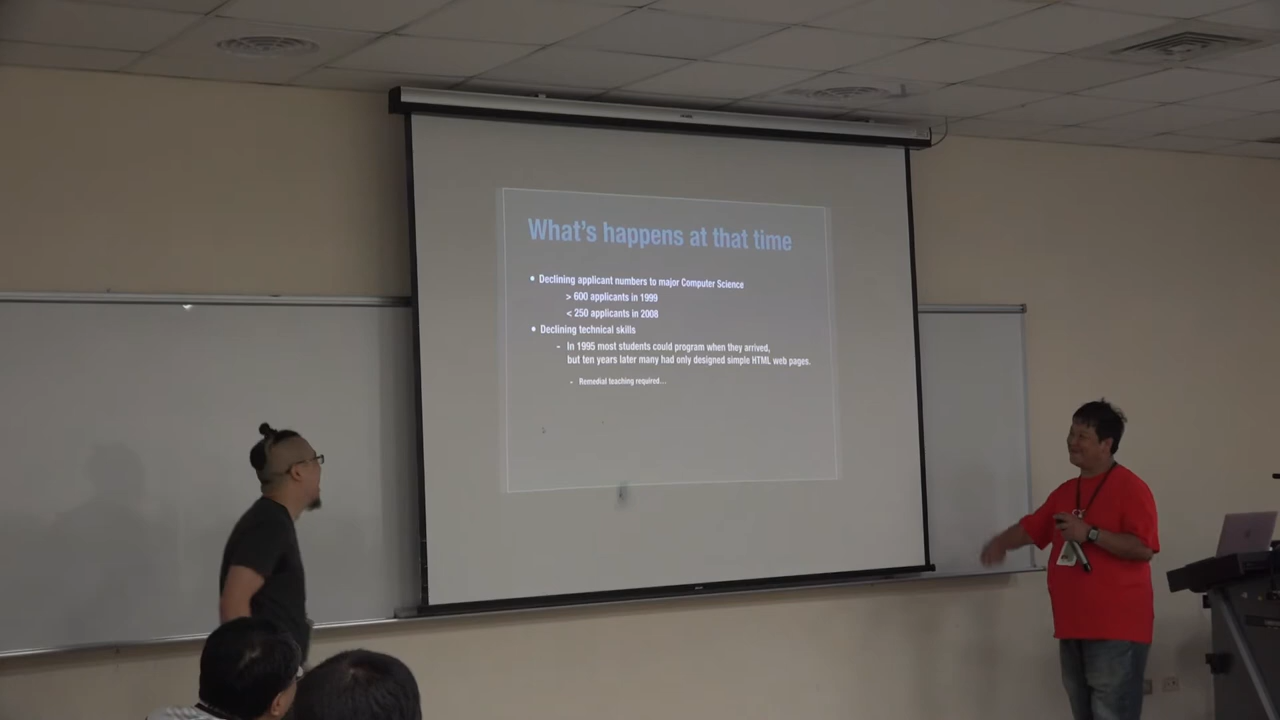 What's happens at that time
• Declining applicant numbers to major Computer Science
> 600 applicants in 1999
< 250 applicants in 2008
• Declining technical skills
- In 1995 most students could program when they arrived,
but ten years later many had only designed simple HTML web pages.
- Remedial teaching required...